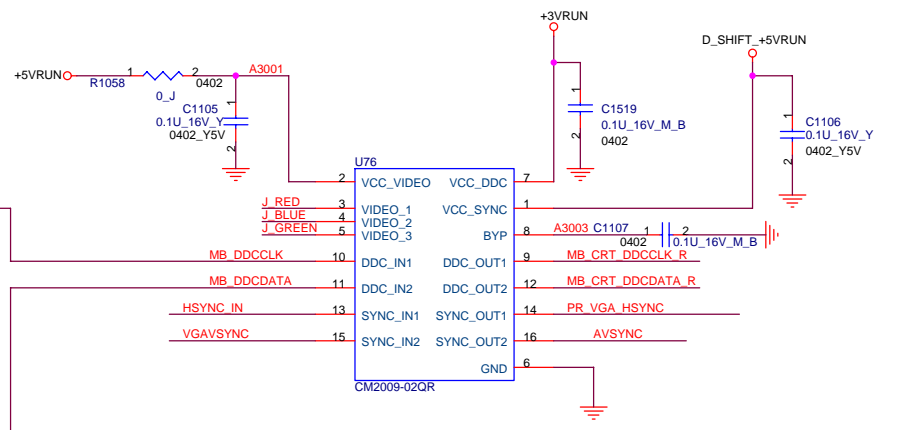 +3VRUN
D_SHIFT_+5VRUN
+5VRUN
R1058
1
2
0402
A3001
0_J
C1105
1
0.1U_16V_Y
0402_Y5V
2
1
C1519
0.1U_16V_M_B
2
0402
1
C1106
0.1U_16V_Y
0402_Y5V
2
U76
2 VCC_VIDEO VCC_DDC 7
J_RED 3 VIDEO_1 VCC_SYNC 1
J_BLUE 4 VIDEO_2
J_GREEN 5 VIDEO_3 BYP 8 A3003 C1107 1 2
0402 0.1U_16V_M_B
MB_DDCCLK 10 DDC_IN1 DDC_OUT1 9 MB_CRT_DDCCLK_R
MB_DDCDATA 11 DDC_IN2 DDC_OUT2 12 MB_CRT_DDCDATA_R
HSYNC_IN 13 SYNC_IN1 SYNC_OUT1 14 PR_VGA_HSYNC
VGAVSYNC 15 SYNC_IN2 SYNC_OUT2 16 AVSYNC
GND 6
CM2009-02QR